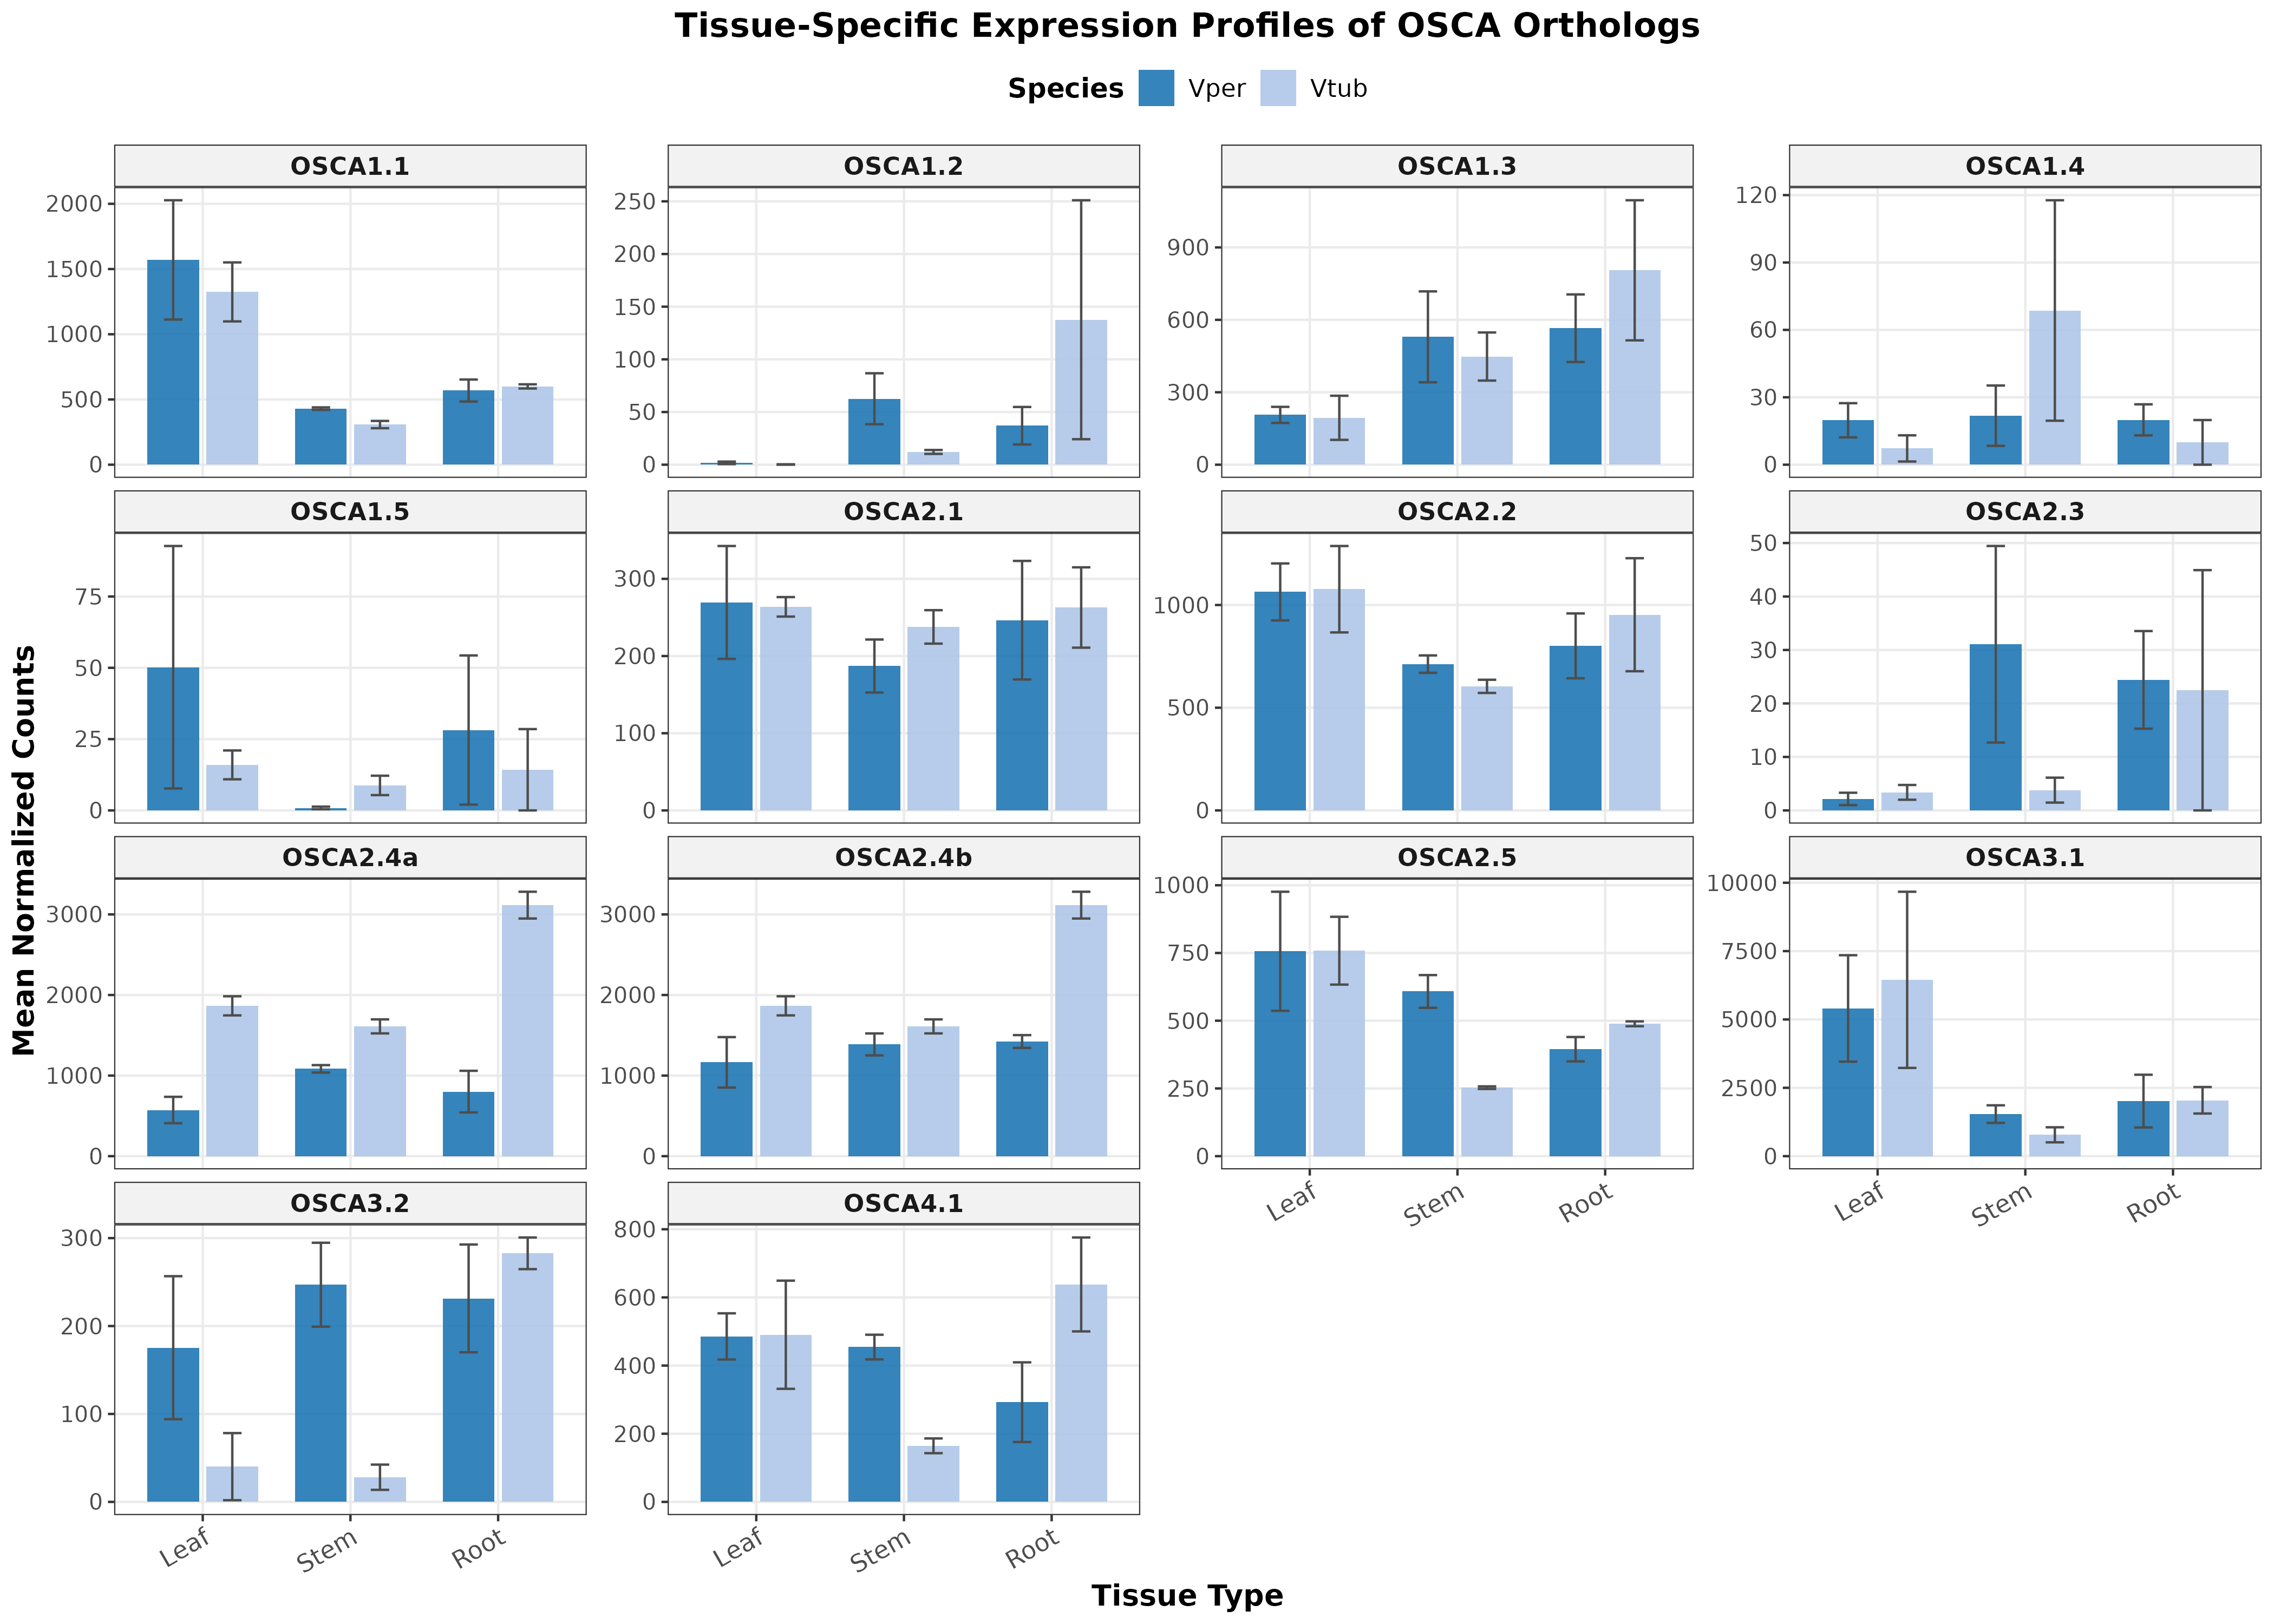 Tissue-Specific Expression Profiles of OSCA Orthologs
Species Vper Vtub
Mean Normalized Counts
OSCA1.1
2000
1500
1000
500
0
OSCA1.2
250
200
150
100
50
0
OSCA1.3
900
600
300
0
OSCA1.4
120
90
60
30
0
OSCA1.5
75
50
25
0
OSCA2.1
300
200
100
0
OSCA2.2
1000
500
0
OSCA2.3
50
40
30
20
10
0
OSCA2.4a
3000
2000
1000
0
OSCA2.4b
3000
2000
1000
0
OSCA2.5
1000
750
500
250
0
Leaf Stem Root
OSCA3.1
10000
7500
5000
2500
0
Leaf Stem Root
OSCA3.2
300
200
100
0
Leaf Stem Root
OSCA4.1
800
600
400
200
0
Leaf Stem Root
Tissue Type